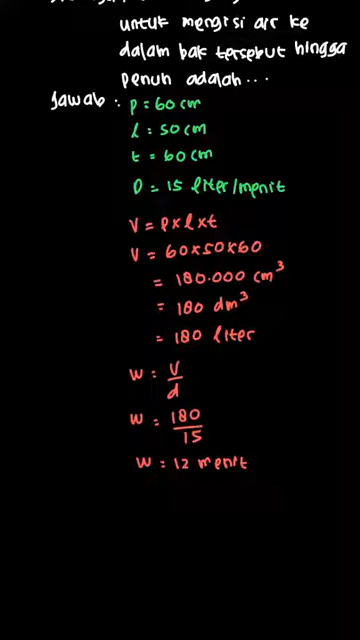 untuk mengisi air ke
dalam bak tersebut hingga
penuh adalah...
Jawab : p = 60 cm
l = 50 cm
t = 60 cm
D = 15 liter/menit
V = p x l x t
V = 60 x 50 x 60
= 180.000 cm³
= 180 dm³
= 180 liter
W = V/d
W = 180/15
W = 12 menit